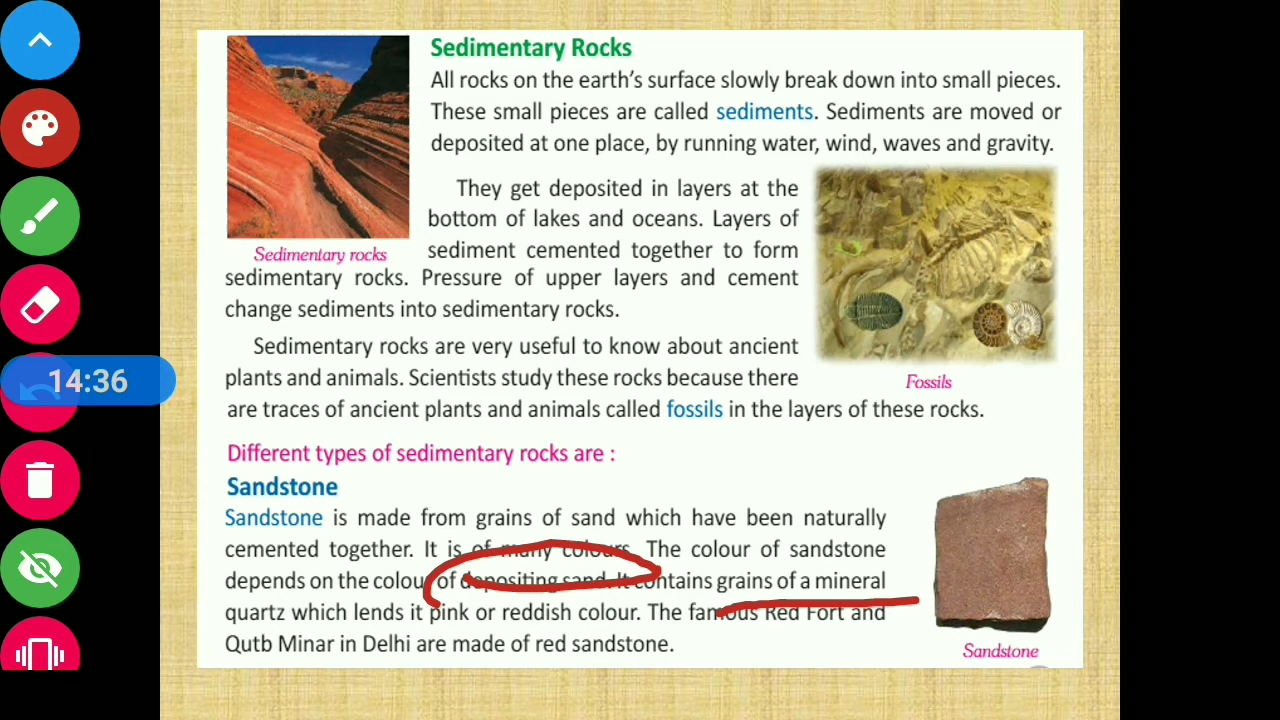 Sedimentary Rocks
All rocks on the earth's surface slowly break down into small pieces.
These small pieces are called sediments. Sediments are moved or
deposited at one place, by running water, wind, waves and gravity.
They get deposited in layers at the
bottom of lakes and oceans. Layers of
Sedimentary rocks
sediment cemented together to form
sedimentary rocks. Pressure of upper layers and cement
change sediments into sedimentary rocks.
Sedimentary rocks are very useful to know about ancient
plants and animals. Scientists study these rocks because there
Fossils
are traces of ancient plants and animals called fossils in the layers of these rocks.
14:36
Different types of sedimentary rocks are :
Sandstone
Sandstone is made from grains of sand which have been naturally
cemented together. It is of many colours. The colour of sandstone
depends on the colour of depositing sand. It contains grains of a mineral
quartz which lends it pink or reddish colour. The famous Red Fort and
Qutb Minar in Delhi are made of red sandstone.
Sandstone